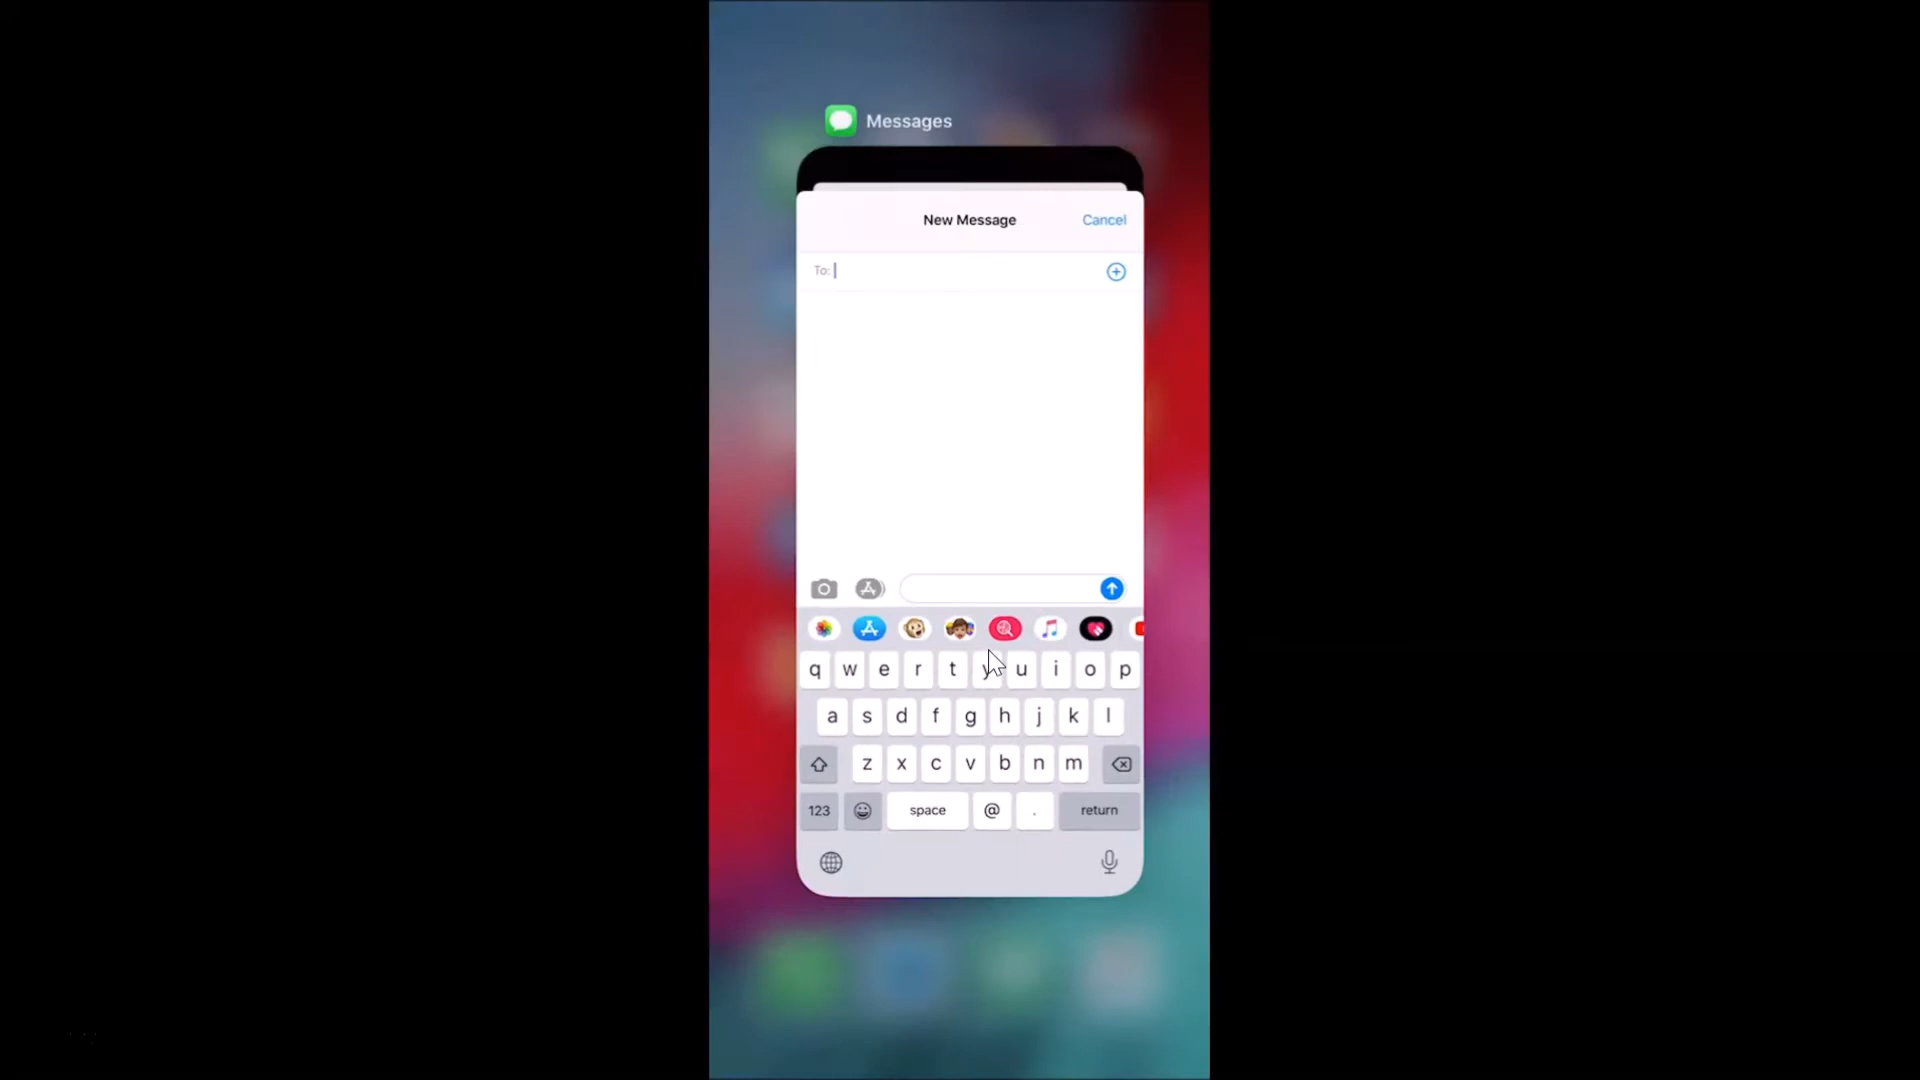 Messages
New Message Cancel
To:
q w e r t y u i o p
a s d f g h j k l
z x c v b n m
123 space @ . return